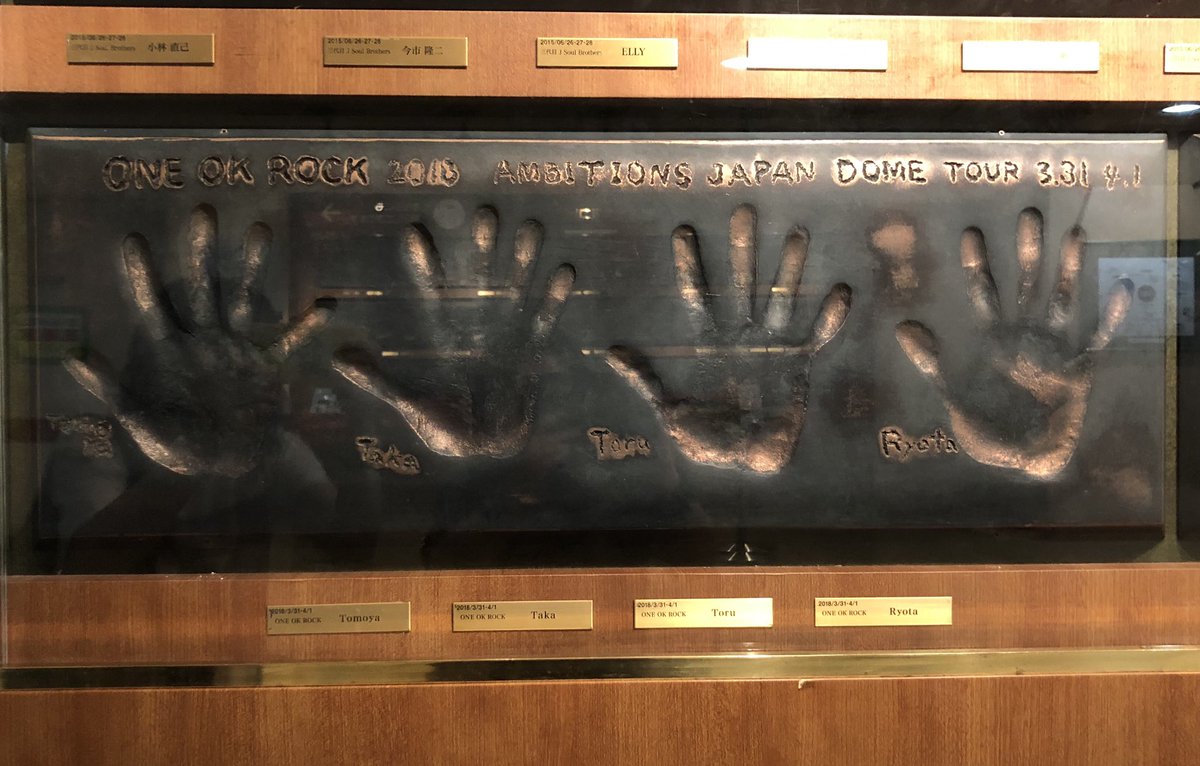 2015/06/26-27-28
三代目 J Soul Brothers 小林 直己
2015/06/26-27-28
三代目 J Soul Brothers 今市 隆二
2015/06/26-27-28
三代目 J Soul Brothers ELLY
ONE OK ROCK 2018 AMBITIONS JAPAN DOME TOUR 3.31 4.1
Taka
Toru
Ryota
2018/3/31-4/1
ONE OK ROCK Tomoya
2018/3/31-4/1
ONE OK ROCK Taka
2018/3/31-4/1
ONE OK ROCK Toru
2018/3/31-4/1
ONE OK ROCK Ryota